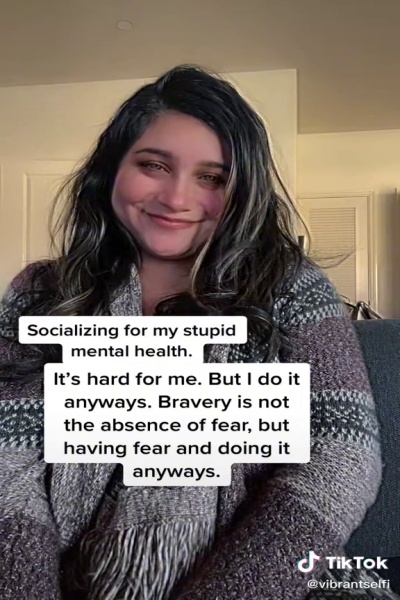 Socializing for my stupid
mental health.
It's hard for me. But I do it
anyways. Bravery is not
the absence of fear, but
having fear and doing it
anyways.
TikTok
@vibrantselfi